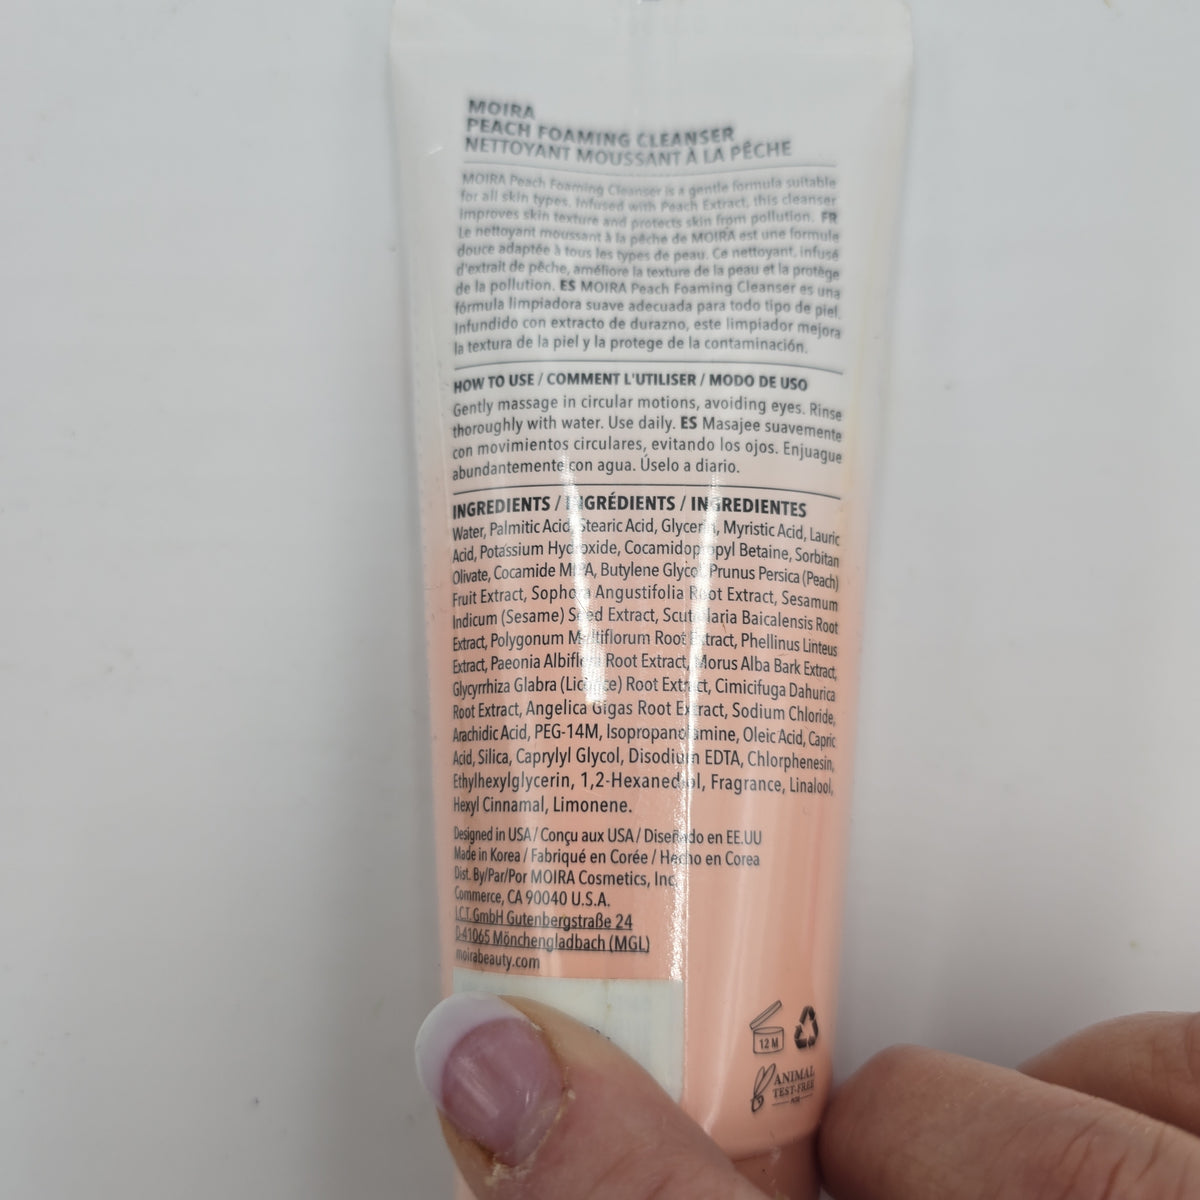 MOIRA
PEACH FOAMING CLEANSER
NETTOYANT MOUSSANT À LA PÊCHE
MOIRA Peach Foaming Cleanser is a gentle formula suitable
for all skin types. Infused with Peach Extract, this cleanser
improves skin texture and protects skin from pollution. FR
Le nettoyant moussant à la pêche de MOIRA est une formule
douce adaptée à tous les types de peau. Ce nettoyant, infusé
d'extrait de pêche, améliore la texture de la peau et la protège
de la pollution. ES MOIRA Peach Foaming Cleanser es una
fórmula limpiadora suave adecuada para todo tipo de piel.
Infundido con extracto de durazno, este limpiador mejora
la textura de la piel y la protege de la contaminación.
HOW TO USE / COMMENT L'UTILISER / MODO DE USO
Gently massage in circular motions, avoiding eyes. Rinse
thoroughly with water. Use daily. ES Masajee suavemente
con movimientos circulares, evitando los ojos. Enjuague
abundantemente con agua. Úselo a diario.
INGREDIENTS / INGRÉDIENTS / INGREDIENTES
Water, Palmitic Acid, Stearic Acid, Glycerin, Myristic Acid, Lauric
Acid, Potassium Hydroxide, Cocamidopropyl Betaine, Sorbitan
Olivate, Cocamide MIPA, Butylene Glycol, Prunus Persica (Peach)
Fruit Extract, Sophora Angustifolia Root Extract, Sesamum
Indicum (Sesame) Seed Extract, Scutellaria Baicalensis Root
Extract, Polygonum Multiflorum Root Extract, Phellinus Linteus
Extract, Paeonia Albiflora Root Extract, Morus Alba Bark Extract,
Glycyrrhiza Glabra (Licorice) Root Extract, Cimicifuga Dahurica
Root Extract, Angelica Gigas Root Extract, Sodium Chloride,
Arachidic Acid, PEG-14M, Isopropanolamine, Oleic Acid, Capric
Acid, Silica, Caprylyl Glycol, Disodium EDTA, Chlorphenesin,
Ethylhexylglycerin, 1,2-Hexanediol, Fragrance, Linalool,
Hexyl Cinnamal, Limonene.
Designed in USA / Conçu aux USA / Diseñado en EE.UU
Made in Korea / Fabriqué en Corée / Hecho en Corea
Dist. By/Par/Por MOIRA Cosmetics, Inc.
Commerce, CA 90040 U.S.A.
I.C.T. GmbH Gutenbergstraße 24
D-41065 Mönchengladbach (MGL)
moirabeauty.com
12 M
ANIMAL
TEST-FREE